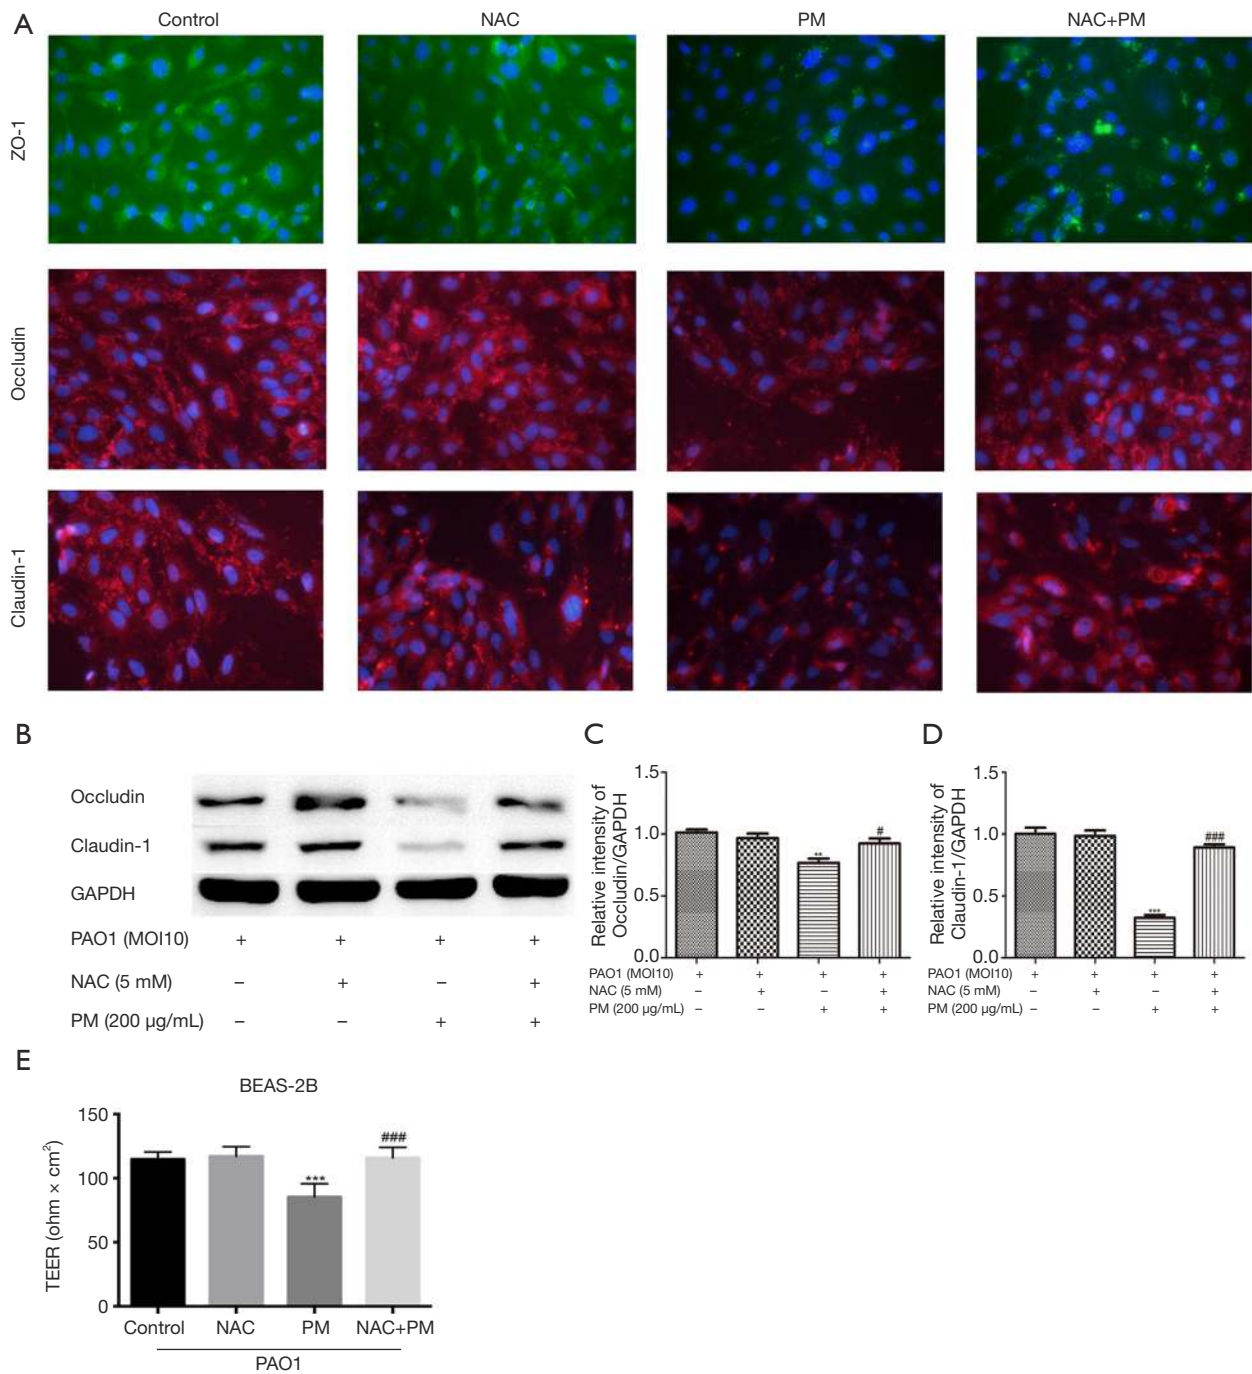 A
Control NAC PM NAC+PM
ZO-1
Occludin
Claudin-1
B
Occludin
Claudin-1
GAPDH
PAO1 (MOI10) + + + +
NAC (5 mM) – + – +
PM (200 µg/mL) – – + +
C
Relative intensity of
Occludin/GAPDH
1.5
1.0
0.5
0.0
**
#
PAO1 (MOI10) + + + +
NAC (5 mM) – + – +
PM (200 µg/mL) – – + +
D
Relative intensity of
Claudin-1/GAPDH
1.5
1.0
0.5
0.0
***
###
PAO1 (MOI10) + + + +
NAC (5 mM) – + – +
PM (200 µg/mL) – – + +
E
BEAS-2B
TEER (ohm × cm²)
150
100
50
0
***
###
Control NAC PM NAC+PM
PAO1